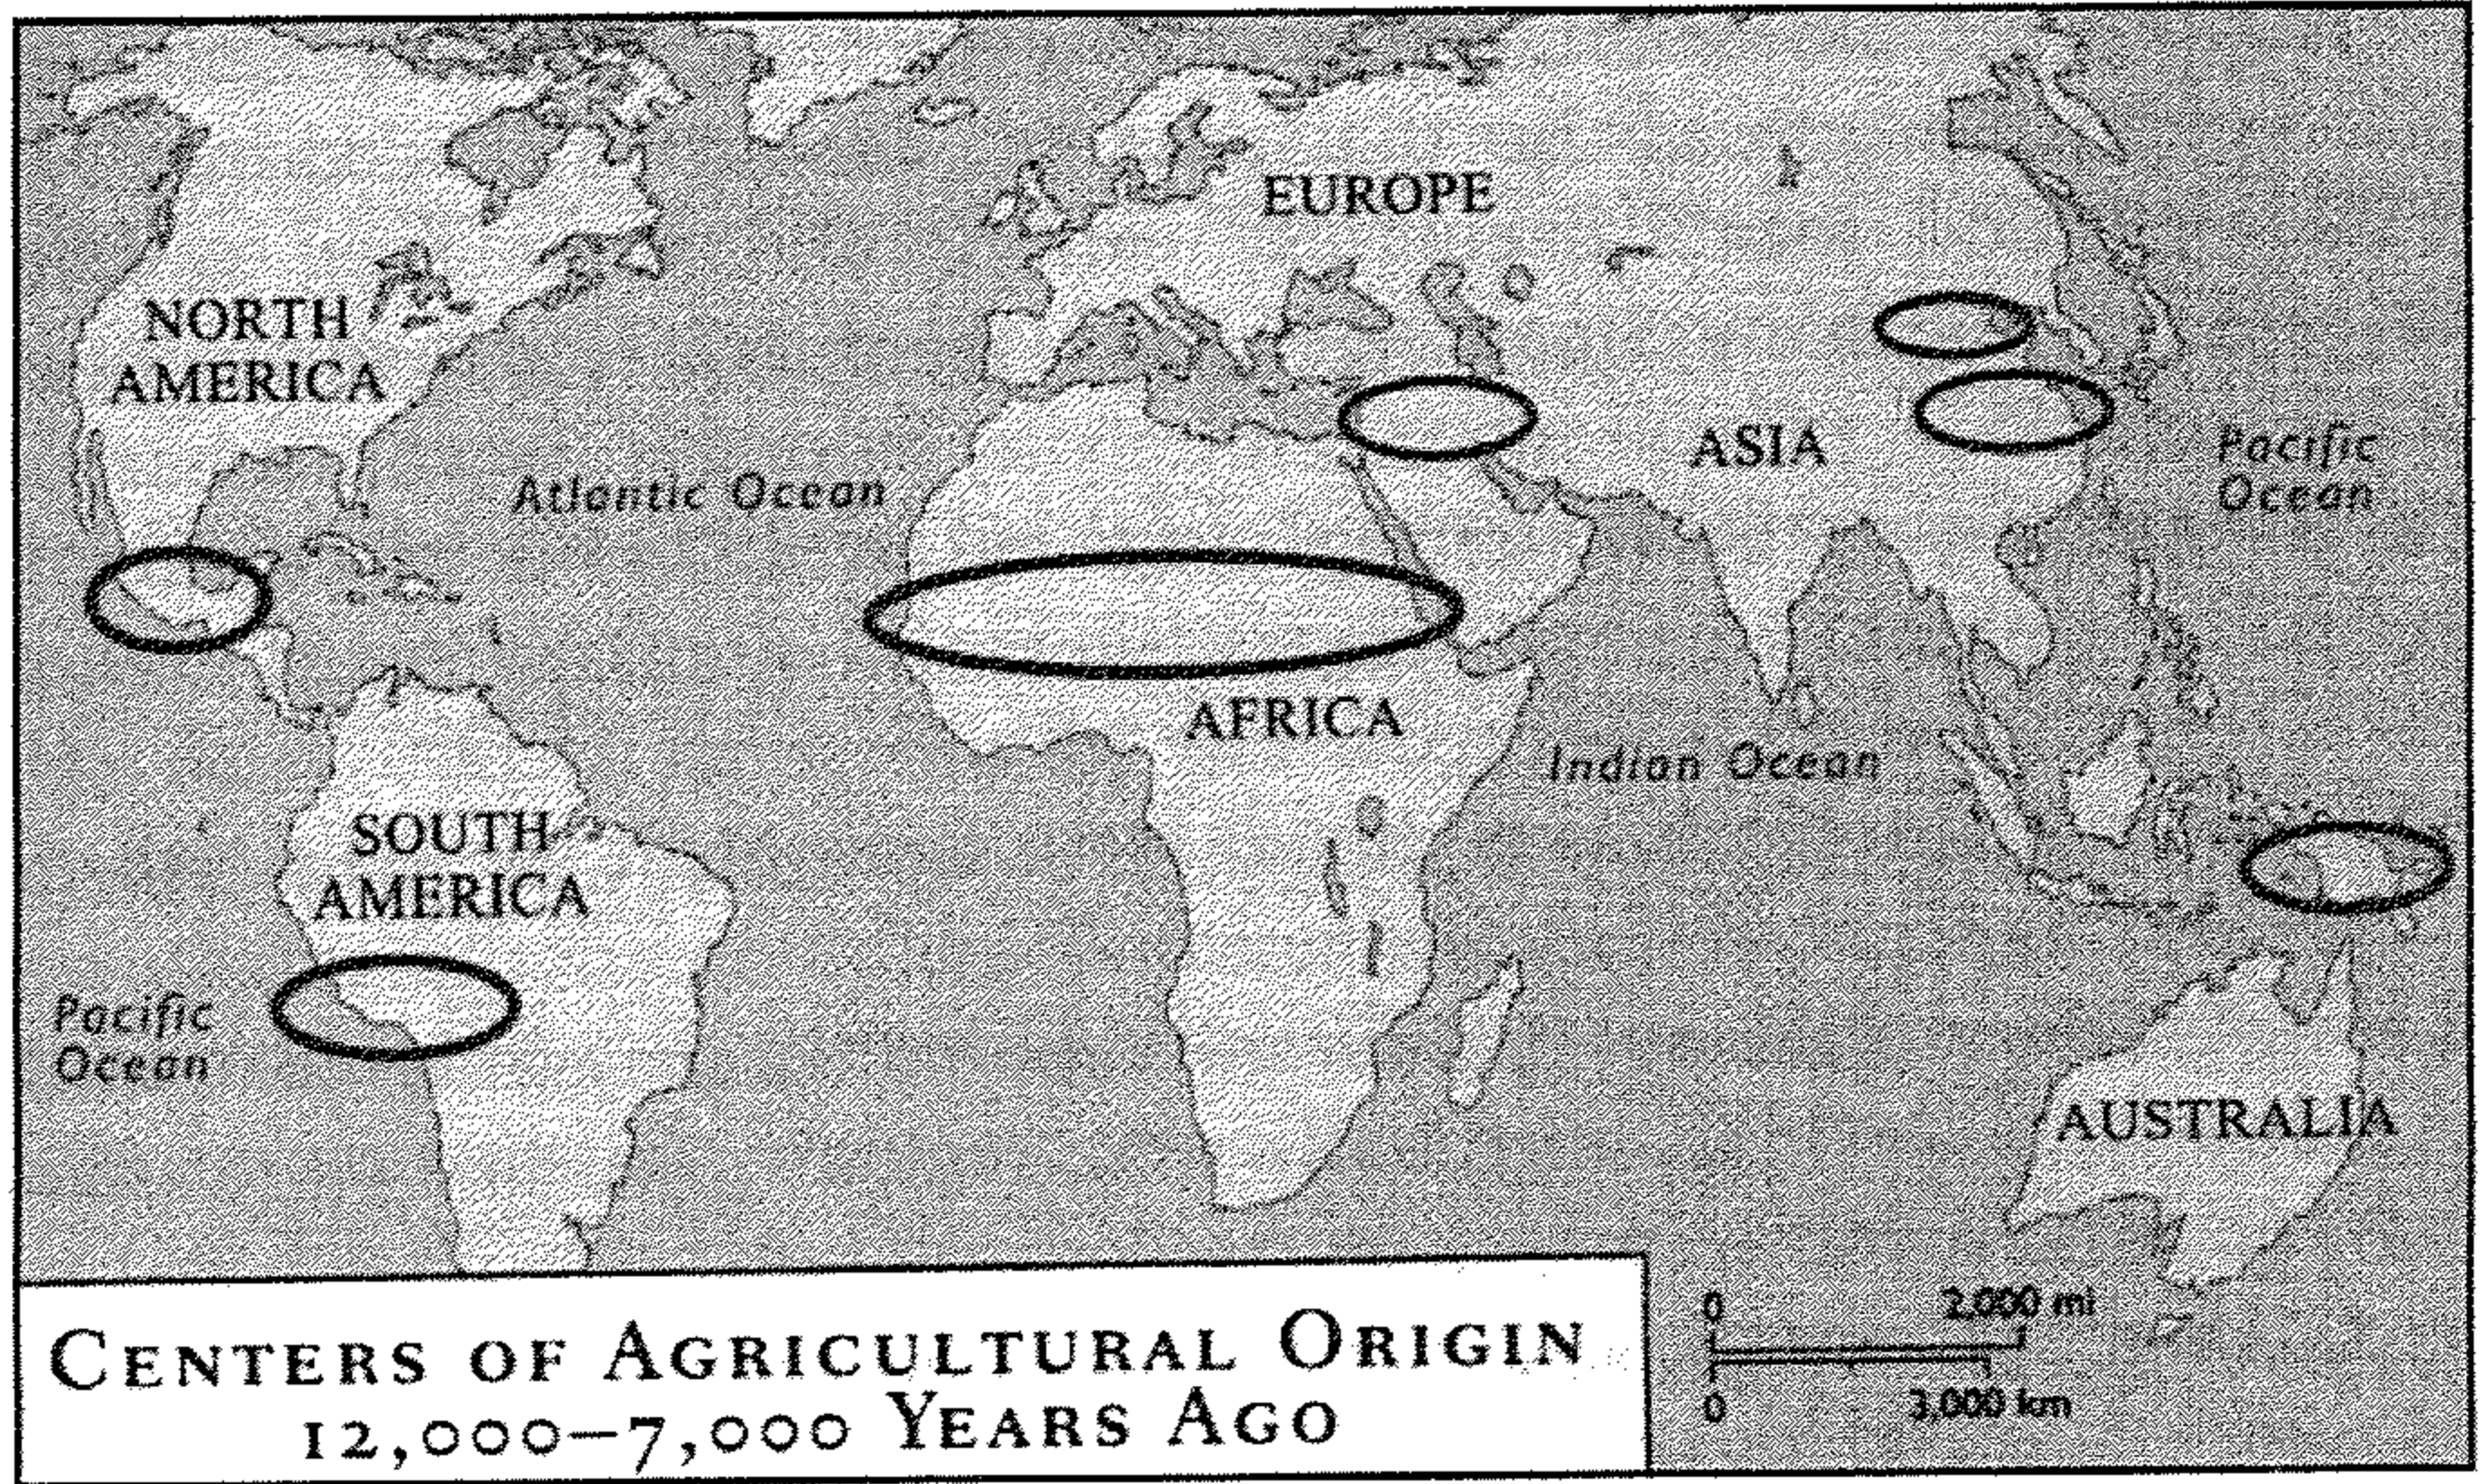 EUROPE
NORTH
AMERICA
ASIA
Pacific
Ocean
Atlantic Ocean
AFRICA
Indian Ocean
SOUTH
AMERICA
Pacific
Ocean
AUSTRALIA
0 2,000 mi
0 3,000 km
CENTERS OF AGRICULTURAL ORIGIN
12,000–7,000 YEARS AGO